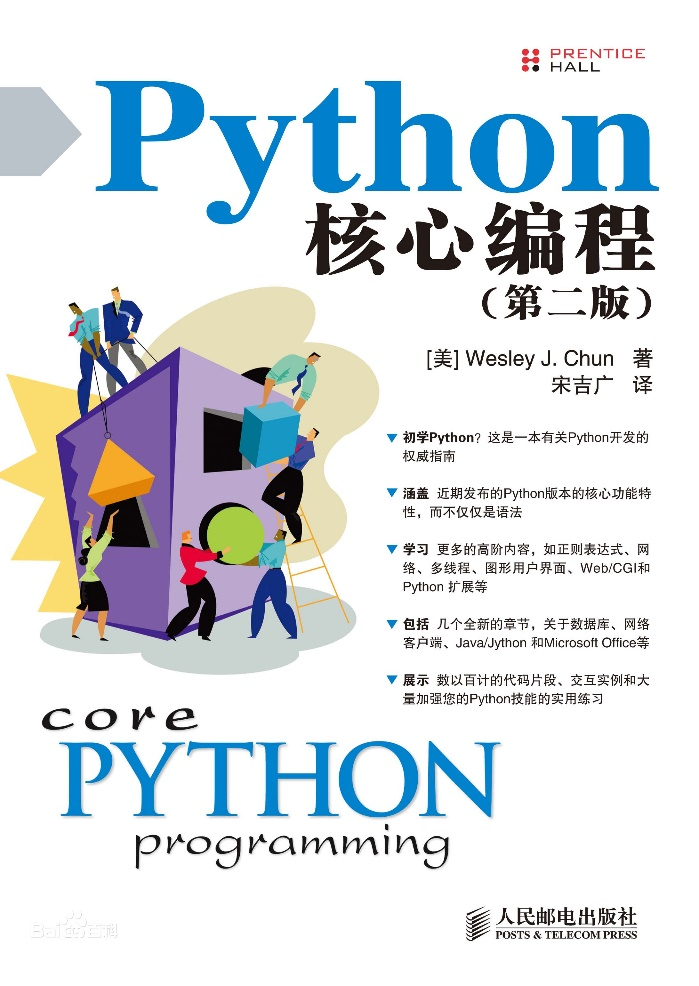 PRENTICE
HALL
Python
核心编程
（第二版）
[美] Wesley J. Chun 著
宋吉广 译
▼ 初学Python？这是一本有关Python开发的
权威指南
▼ 涵盖 近期发布的Python版本的核心功能特
性，而不仅仅是语法
▼ 学习 更多的高阶内容，如正则表达式、网
络、多线程、图形用户界面、Web/CGI和
Python 扩展等
▼ 包括 几个全新的章节，关于数据库、网络
客户端、Java/Jython 和Microsoft Office等
▼ 展示 数以百计的代码片段、交互实例和大
量加强您的Python技能的实用练习
core
PYTHON
programming
Bai百科
人民邮电出版社
POSTS & TELECOM PRESS